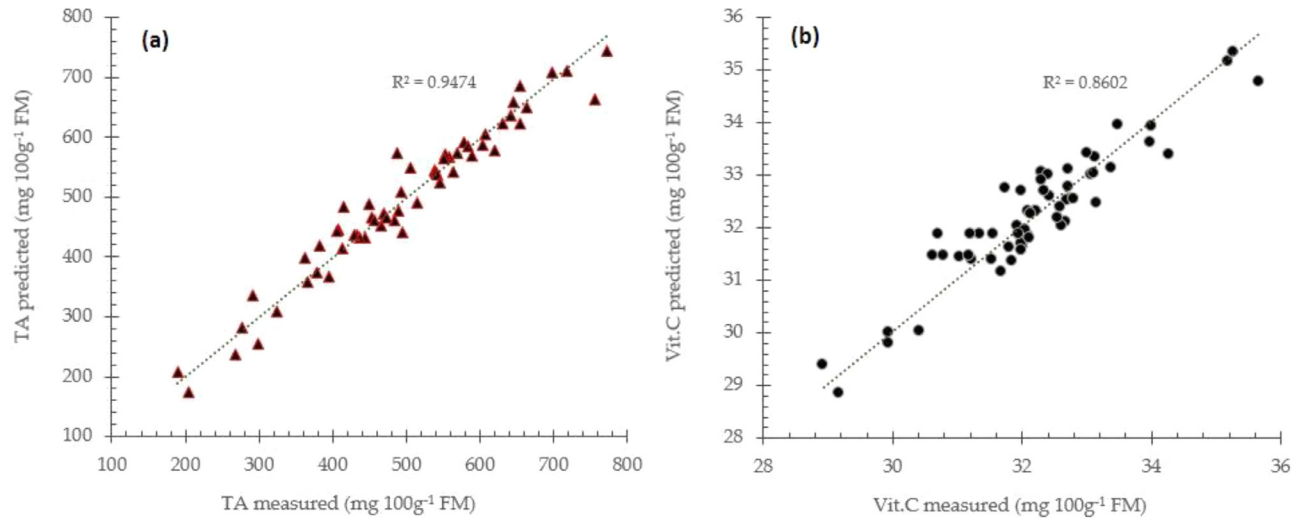 (a)
R² = 0.9474
TA predicted (mg 100g⁻¹ FM)
800
700
600
500
400
300
200
100
100 200 300 400 500 600 700 800
TA measured (mg 100g⁻¹ FM)
(b)
R² = 0.8602
Vit.C predicted (mg 100g⁻¹ FM)
36
35
34
33
32
31
30
29
28
28 30 32 34 36
Vit.C measured (mg 100g⁻¹ FM)